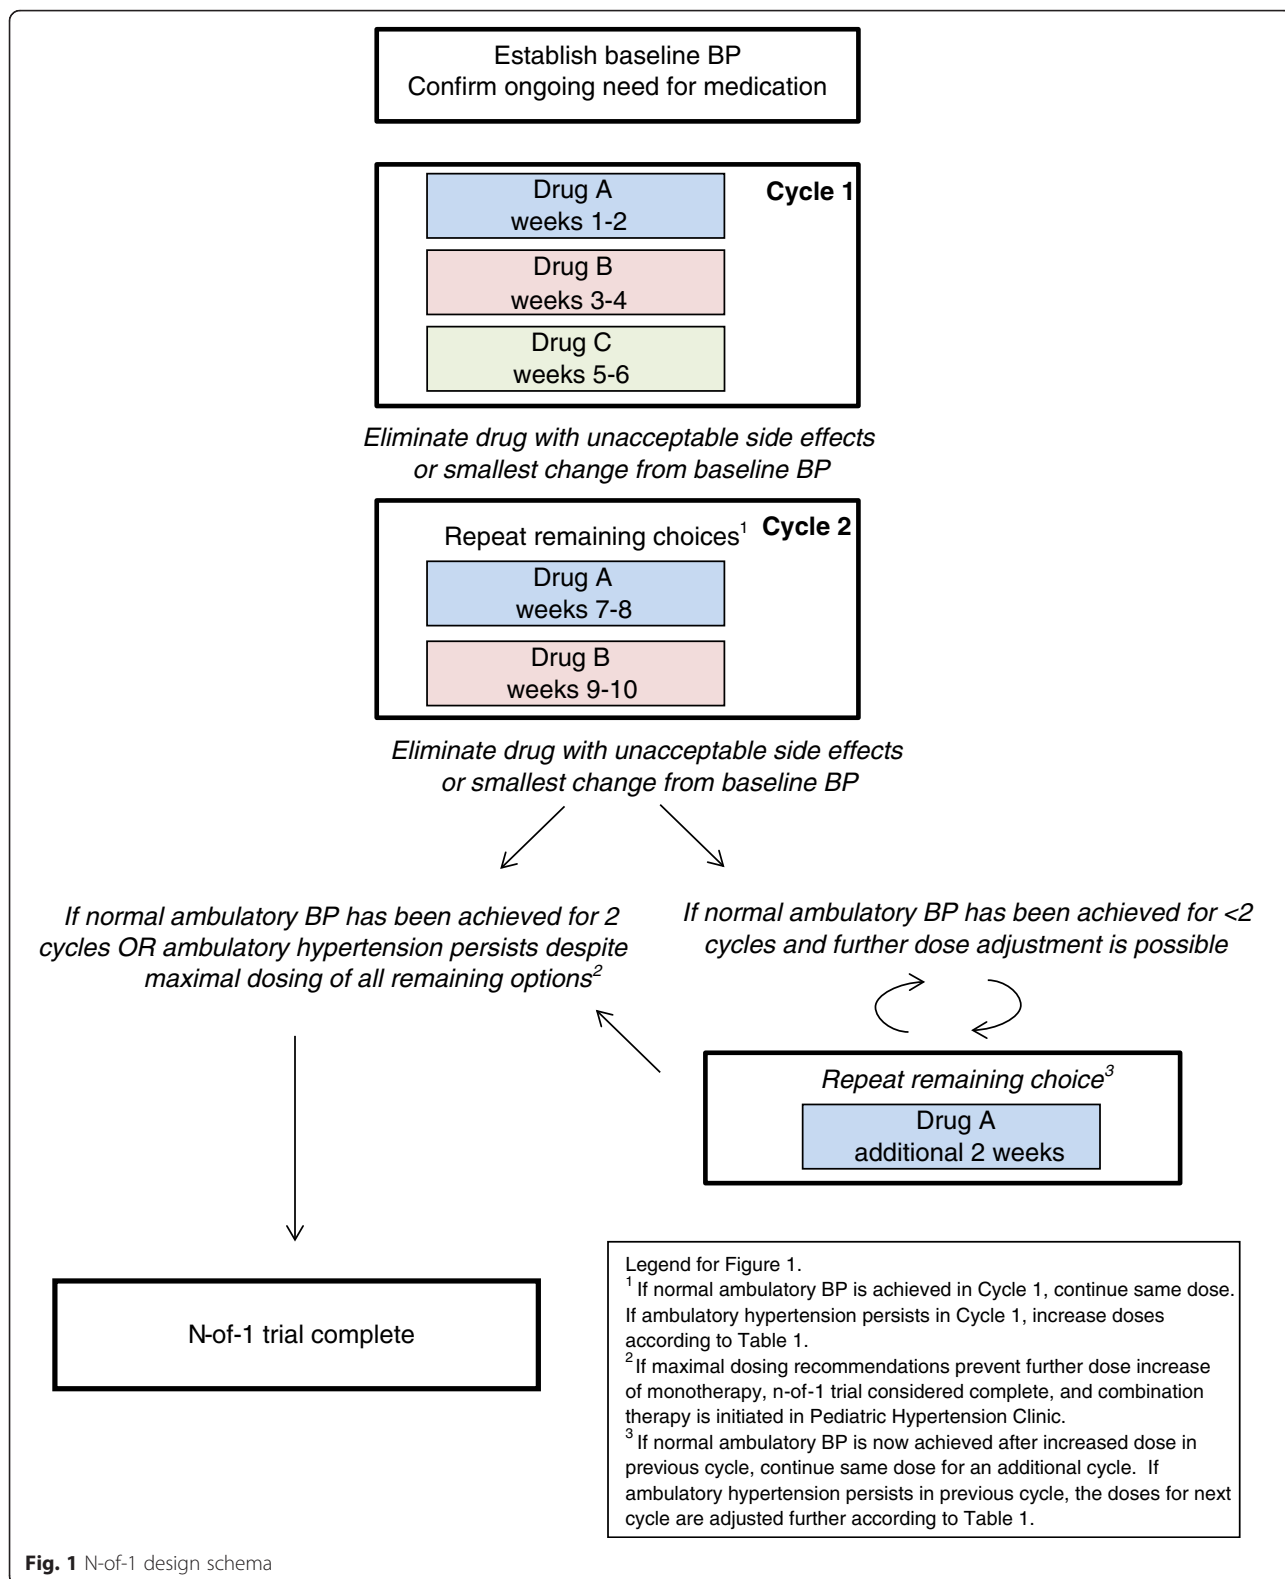 Establish baseline BP
Confirm ongoing need for medication
Cycle 1
Drug A
weeks 1-2
Drug B
weeks 3-4
Drug C
weeks 5-6
Eliminate drug with unacceptable side effects
or smallest change from baseline BP
Cycle 2
Repeat remaining choices1
Drug A
weeks 7-8
Drug B
weeks 9-10
Eliminate drug with unacceptable side effects
or smallest change from baseline BP
If normal ambulatory BP has been achieved for 2
cycles OR ambulatory hypertension persists despite
maximal dosing of all remaining options2
If normal ambulatory BP has been achieved for <2
cycles and further dose adjustment is possible
Repeat remaining choice3
Drug A
additional 2 weeks
N-of-1 trial complete
Legend for Figure 1.
1 If normal ambulatory BP is achieved in Cycle 1, continue same dose.
If ambulatory hypertension persists in Cycle 1, increase doses
according to Table 1.
2 If maximal dosing recommendations prevent further dose increase
of monotherapy, n-of-1 trial considered complete, and combination
therapy is initiated in Pediatric Hypertension Clinic.
3 If normal ambulatory BP is now achieved after increased dose in
previous cycle, continue same dose for an additional cycle. If
ambulatory hypertension persists in previous cycle, the doses for next
cycle are adjusted further according to Table 1.
Fig. 1 N-of-1 design schema